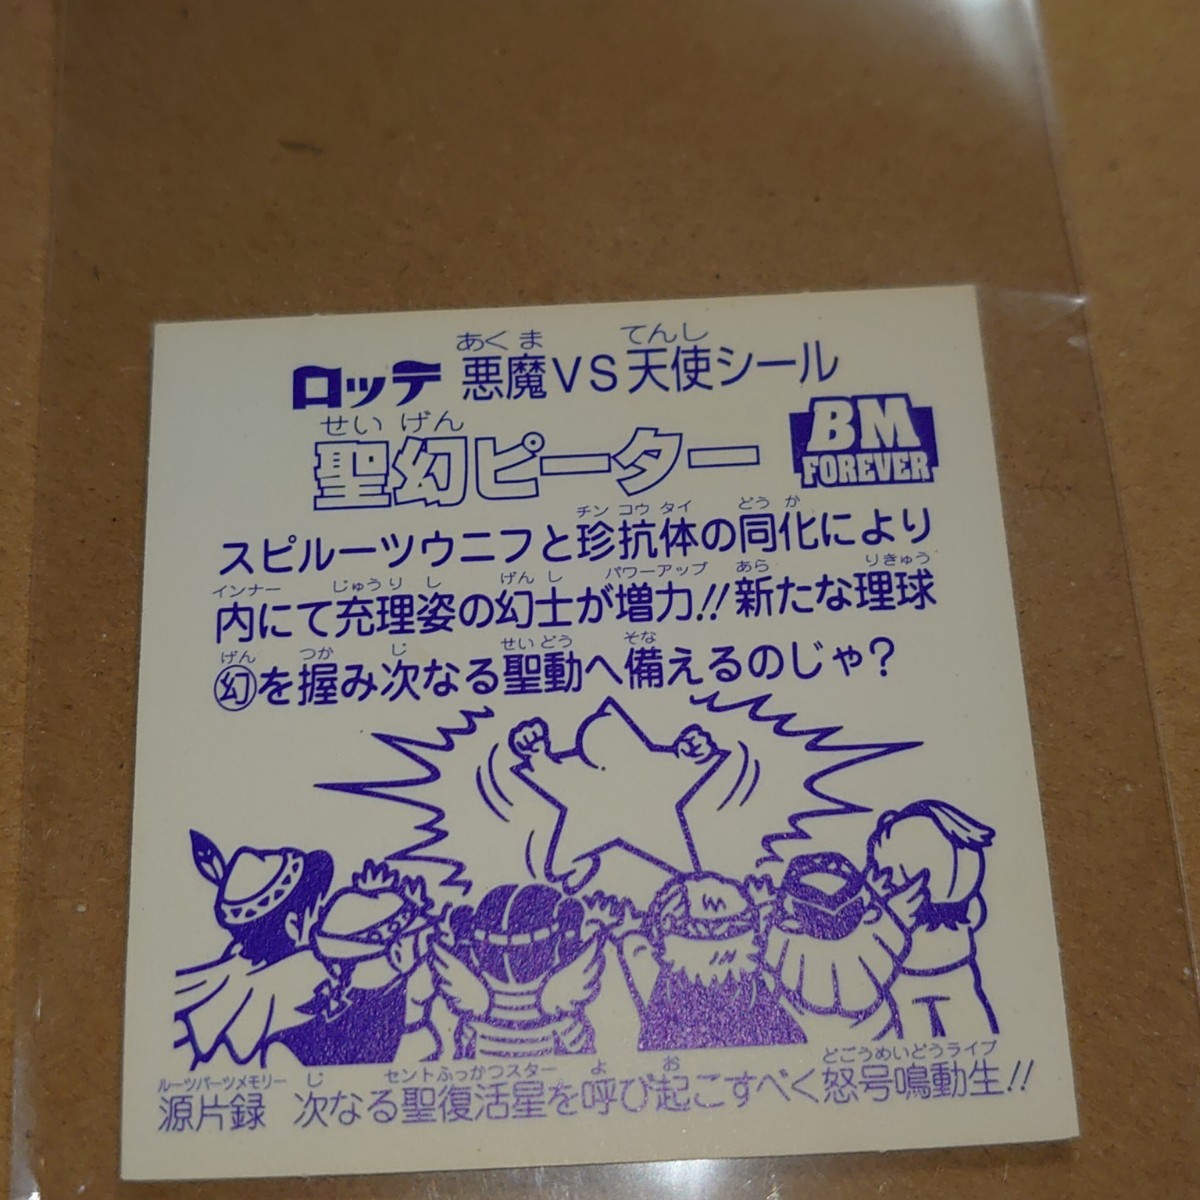 あくま てんし
ロッテ 悪魔VS天使シール
せい げん
聖幻ピーター
BM
FOREVER
チン コウ タイ どう か
スピルーツゥニフと珍抗体の同化により
インナー じゅうりし げんし パワーアップ あら りきゅう
内にて充理姿の幻士が増力!!新たな理球
げん つか じ せいどう そな
㋵幻を握み次なる聖動へ備えるのじゃ?
ルーツパーツメモリー じ セントふっかつスター よ お どごうめいどうライブ
源片録 次なる聖復活星を呼び起こすべく怒号鳴動生!!